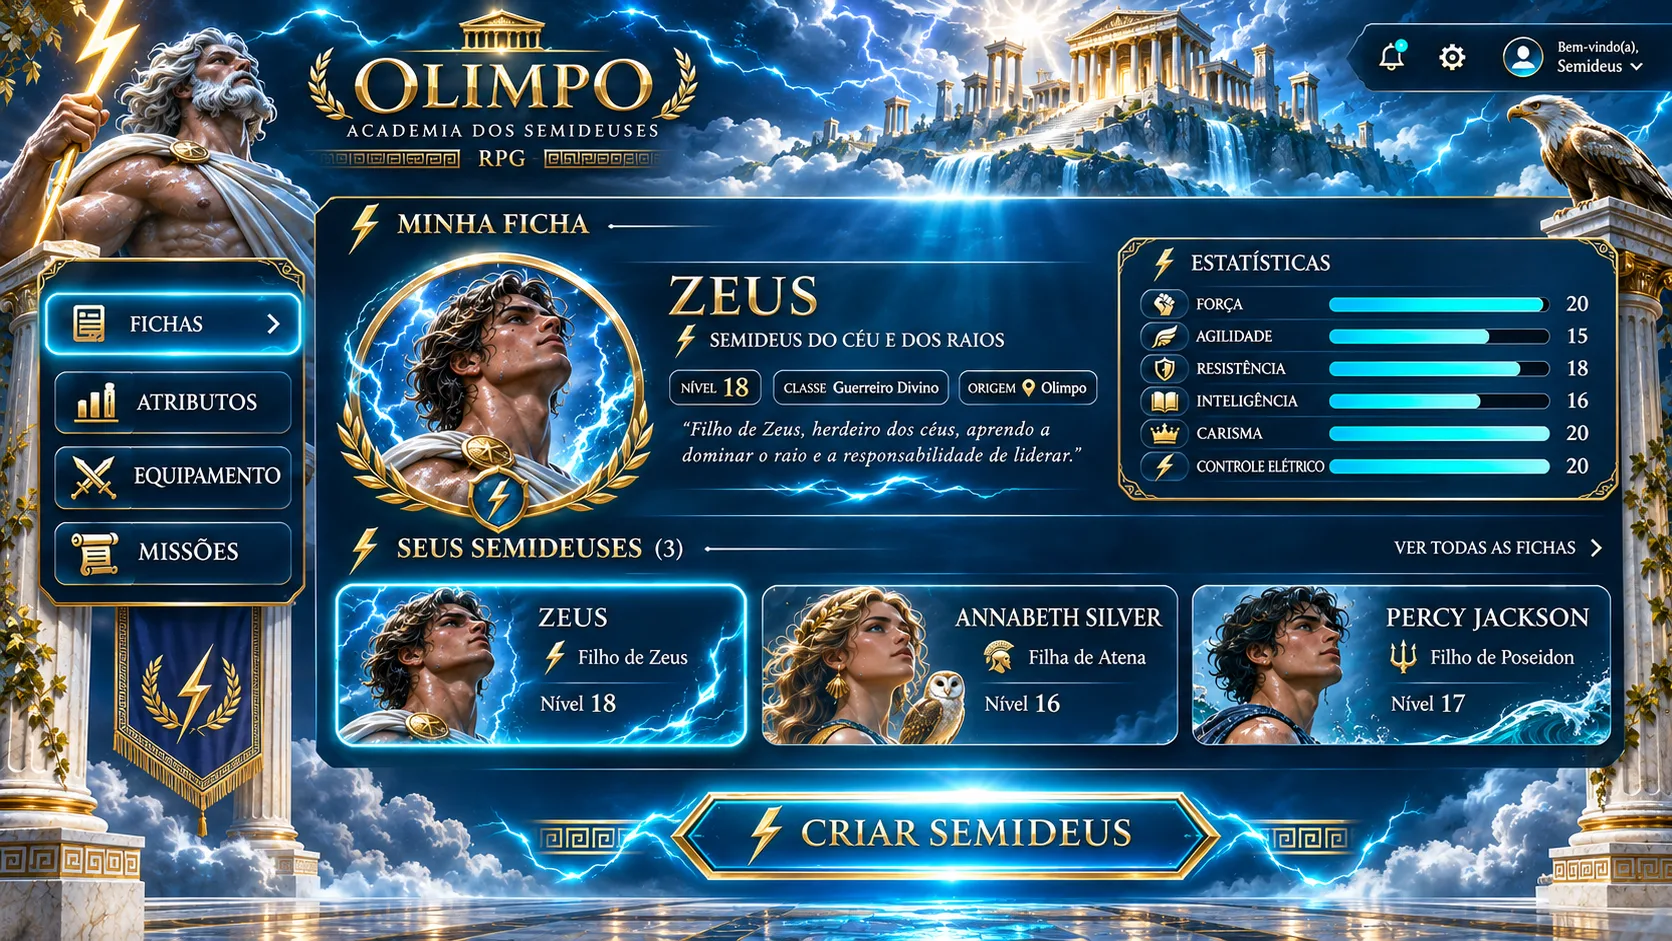 OLIMPO
ACADEMIA DOS SEMIDEUSES
RPG
Bem-vindo(a),
Semideus
MINHA FICHA
FICHAS
ATRIBUTOS
EQUIPAMENTO
MISSÕES
ZEUS
SEMIDEUS DO CÉU E DOS RAIOS
NÍVEL 18
CLASSE Guerreiro Divino
ORIGEM Olimpo
“Filho de Zeus, herdeiro dos céus, aprendo a
dominar o raio e a responsabilidade de liderar.”
ESTATÍSTICAS
FORÇA 20
AGILIDADE 15
RESISTÊNCIA 18
INTELIGÊNCIA 16
CARISMA 20
CONTROLE ELÉTRICO 20
SEUS SEMIDEUSES (3)
VER TODAS AS FICHAS
ZEUS
Filho de Zeus
Nível 18
ANNABETH SILVER
Filha de Atena
Nível 16
PERCY JACKSON
Filho de Poseidon
Nível 17
CRIAR SEMIDEUS